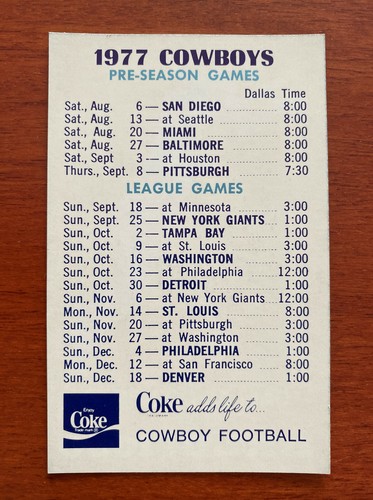 1977 COWBOYS
PRE-SEASON GAMES
Dallas Time
Sat., Aug. 6 — SAN DIEGO 8:00
Sat., Aug. 13 — at Seattle 8:00
Sat., Aug. 20 — MIAMI 8:00
Sat., Aug. 27 — BALTIMORE 8:00
Sat., Sept 3 — at Houston 8:00
Thurs., Sept. 8 — PITTSBURGH 7:30
LEAGUE GAMES
Sun., Sept. 18 — at Minnesota 3:00
Sun., Sept. 25 — NEW YORK GIANTS 1:00
Sun., Oct. 2 — TAMPA BAY 1:00
Sun., Oct. 9 — at St. Louis 3:00
Sun., Oct. 16 — WASHINGTON 3:00
Sun., Oct. 23 — at Philadelphia 12:00
Sun., Oct. 30 — DETROIT 1:00
Sun., Nov. 6 — at New York Giants 12:00
Mon., Nov. 14 — ST. LOUIS 8:00
Sun., Nov. 20 — at Pittsburgh 3:00
Sun., Nov. 27 — at Washington 3:00
Sun., Dec. 4 — PHILADELPHIA 1:00
Mon., Dec. 12 — at San Francisco 8:00
Sun., Dec. 18 — DENVER 1:00
Enjoy
Coke
Trade-mark ®
Coke adds life to...
COWBOY FOOTBALL